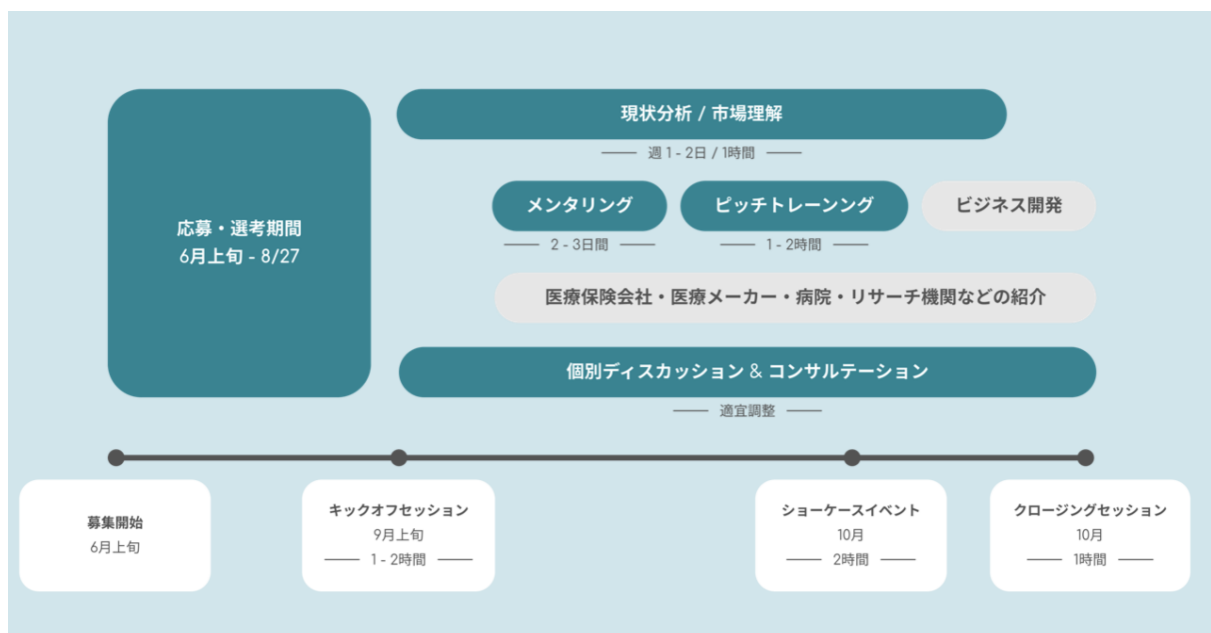 応募・選考期間
6月上旬 - 8/27
現状分析 / 市場理解
週 1 - 2日 / 1時間
メンタリング
2 - 3日間
ピッチトレーンング
1 - 2時間
ビジネス開発
医療保険会社・医療メーカー・病院・リサーチ機関などの紹介
個別ディスカッション & コンサルテーション
適宜調整
募集開始
6月上旬
キックオフセッション
9月上旬
1 - 2時間
ショーケースイベント
10月
2時間
クロージングセッション
10月
1時間